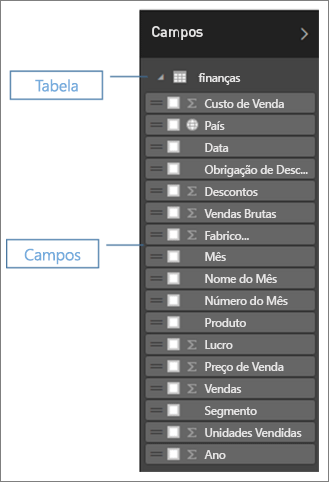 Campos
Tabela
finanças
Custo de Venda
País
Data
Obrigação de Desc...
Descontos
Vendas Brutas
Fabrico...
Campos
Mês
Nome do Mês
Número do Mês
Produto
Lucro
Preço de Venda
Vendas
Segmento
Unidades Vendidas
Ano